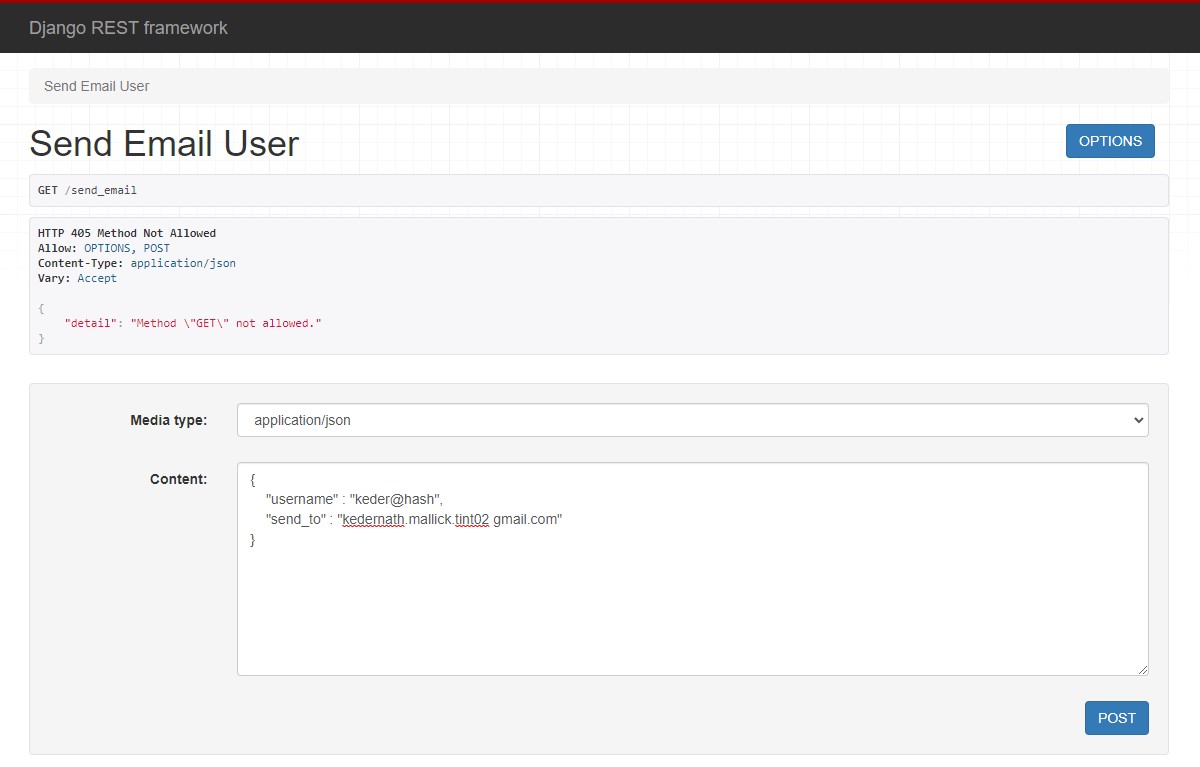 Django REST framework
Send Email User
Send Email User
OPTIONS
GET /send_email
HTTP 405 Method Not Allowed
Allow: OPTIONS, POST
Content-Type: application/json
Vary: Accept
{
"detail": "Method \"GET\" not allowed."
}
Media type:
application/json
Content:
{
"username" : "keder@hash",
"send_to" : "kedernath.mallick.tint02 gmail.com"
}
POST